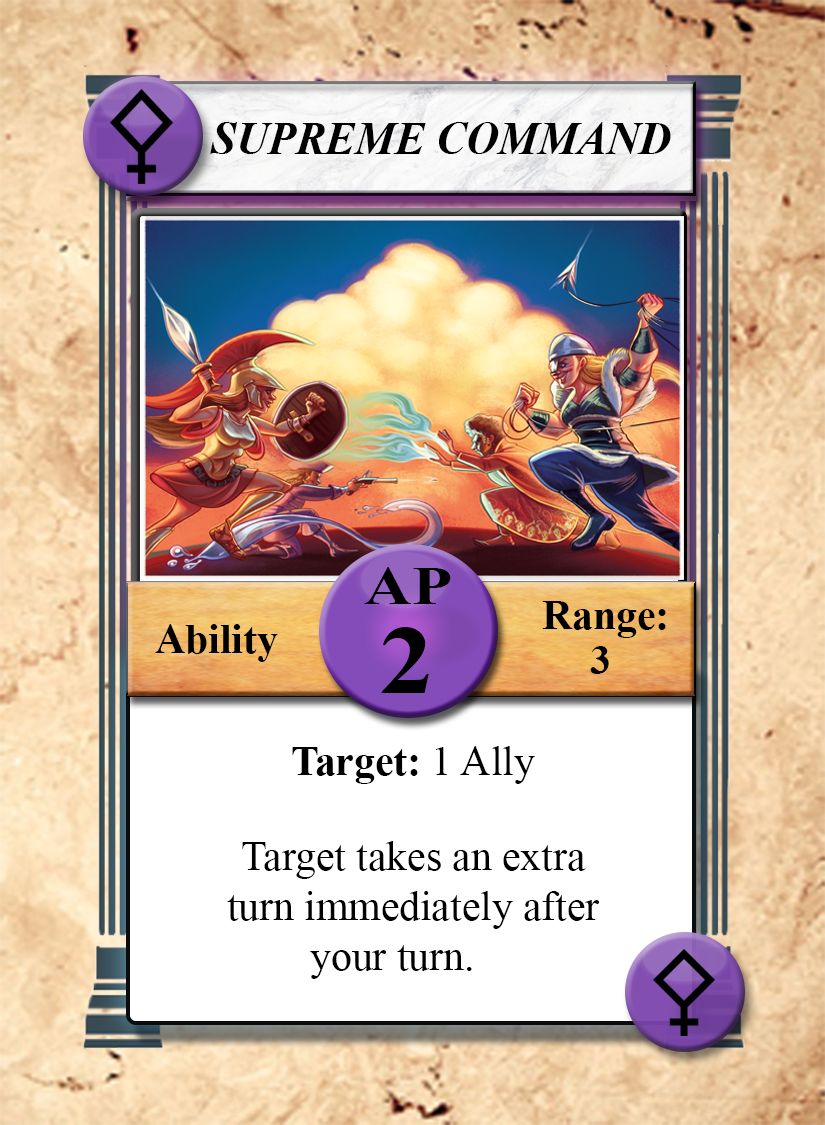 SUPREME COMMAND
AP
2
Ability
Range:
3
Target: 1 Ally
Target takes an extra
turn immediately after
your turn.